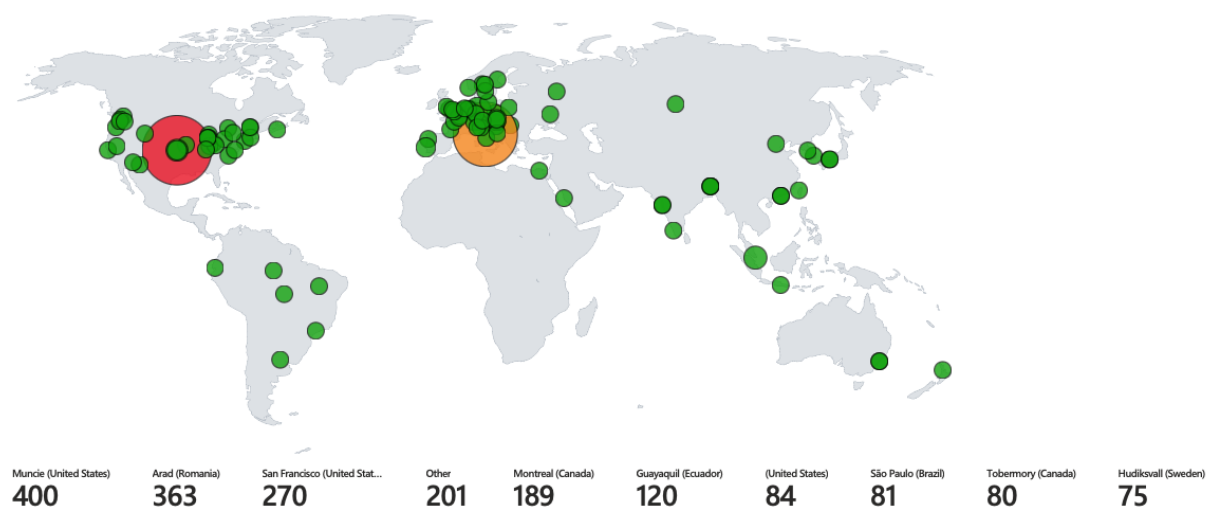 Muncie (United States) Arad (Romania) San Francisco (United Stat... Other Montreal (Canada) Guayaquil (Ecuador) (United States) São Paulo (Brazil) Tobermory (Canada) Hudiksvall (Sweden)
400 363 270 201 189 120 84 81 80 75